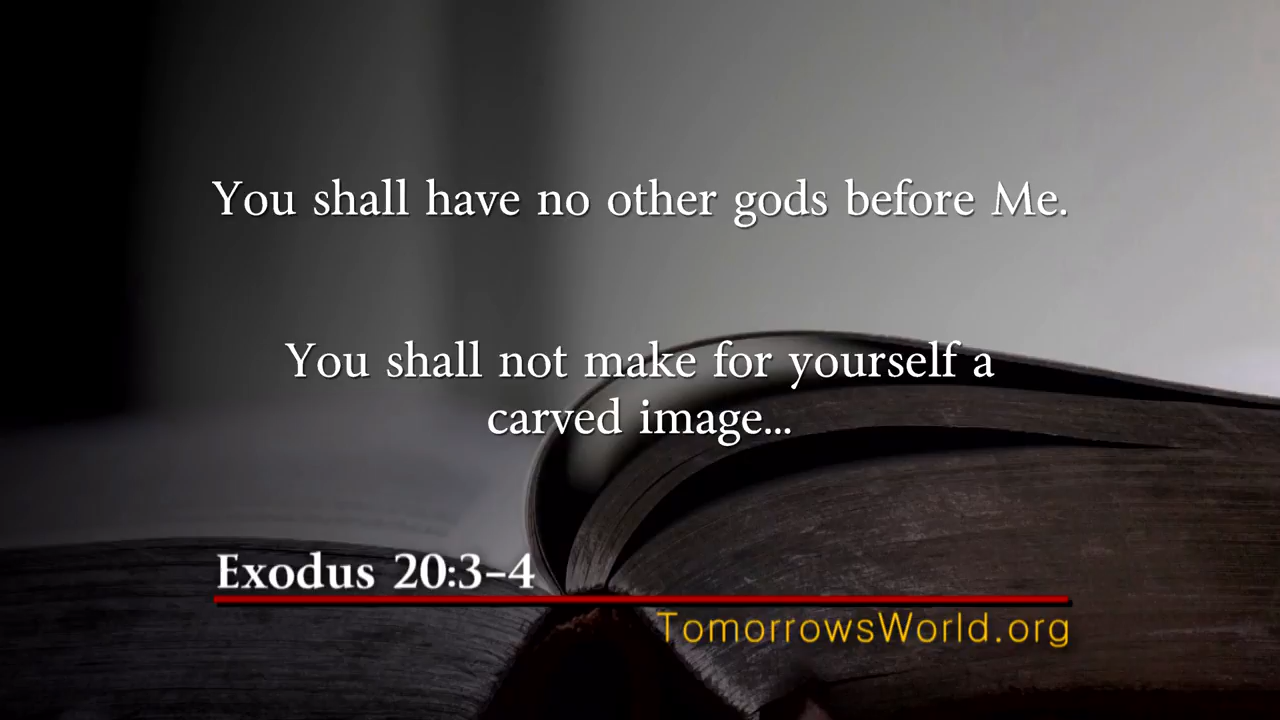 You shall have no other gods before Me.
You shall not make for yourself a
carved image...
Exodus 20:3–4
TomorrowsWorld.org